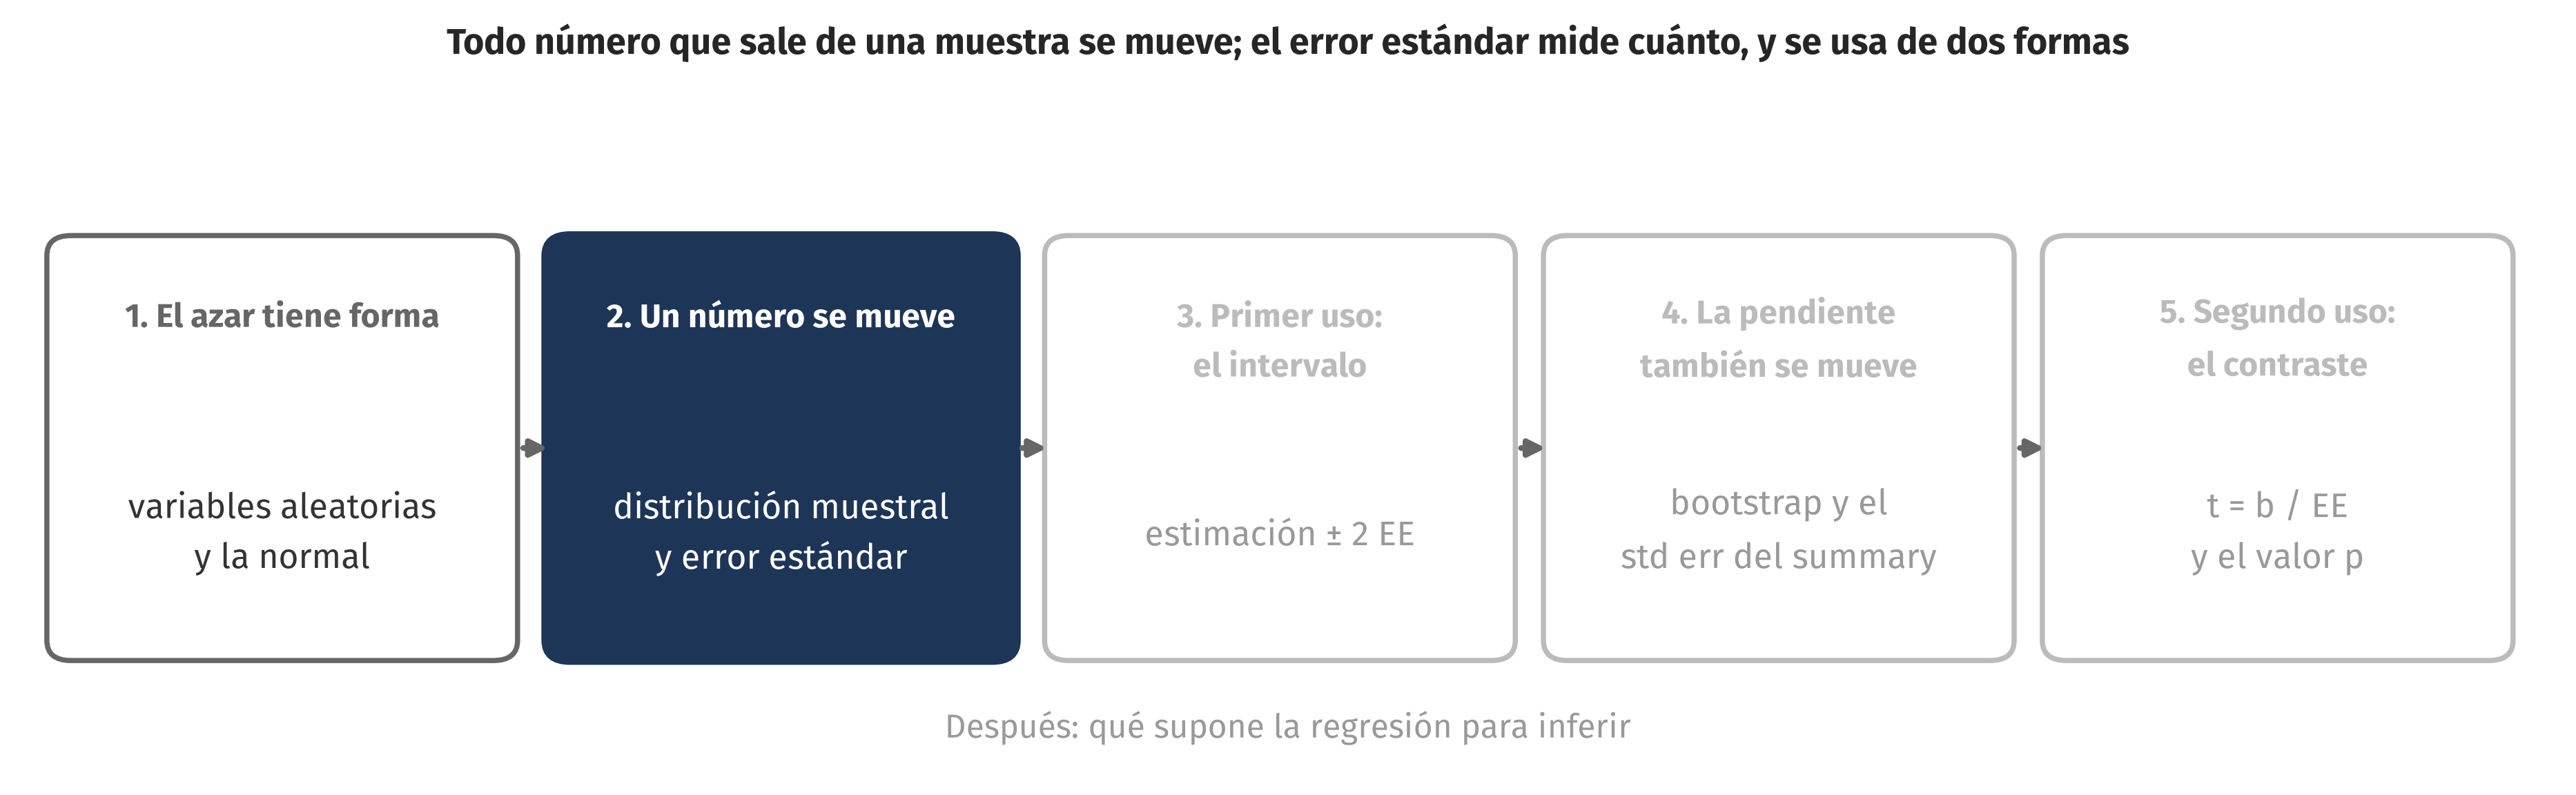 Todo número que sale de una muestra se mueve; el error estándar mide cuánto, y se usa de dos formas
1. El azar tiene forma
variables aleatorias
y la normal
2. Un número se mueve
distribución muestral
y error estándar
3. Primer uso:
el intervalo
estimación ± 2 EE
4. La pendiente
también se mueve
bootstrap y el
std err del summary
5. Segundo uso:
el contraste
t = b / EE
y el valor p
Después: qué supone la regresión para inferir